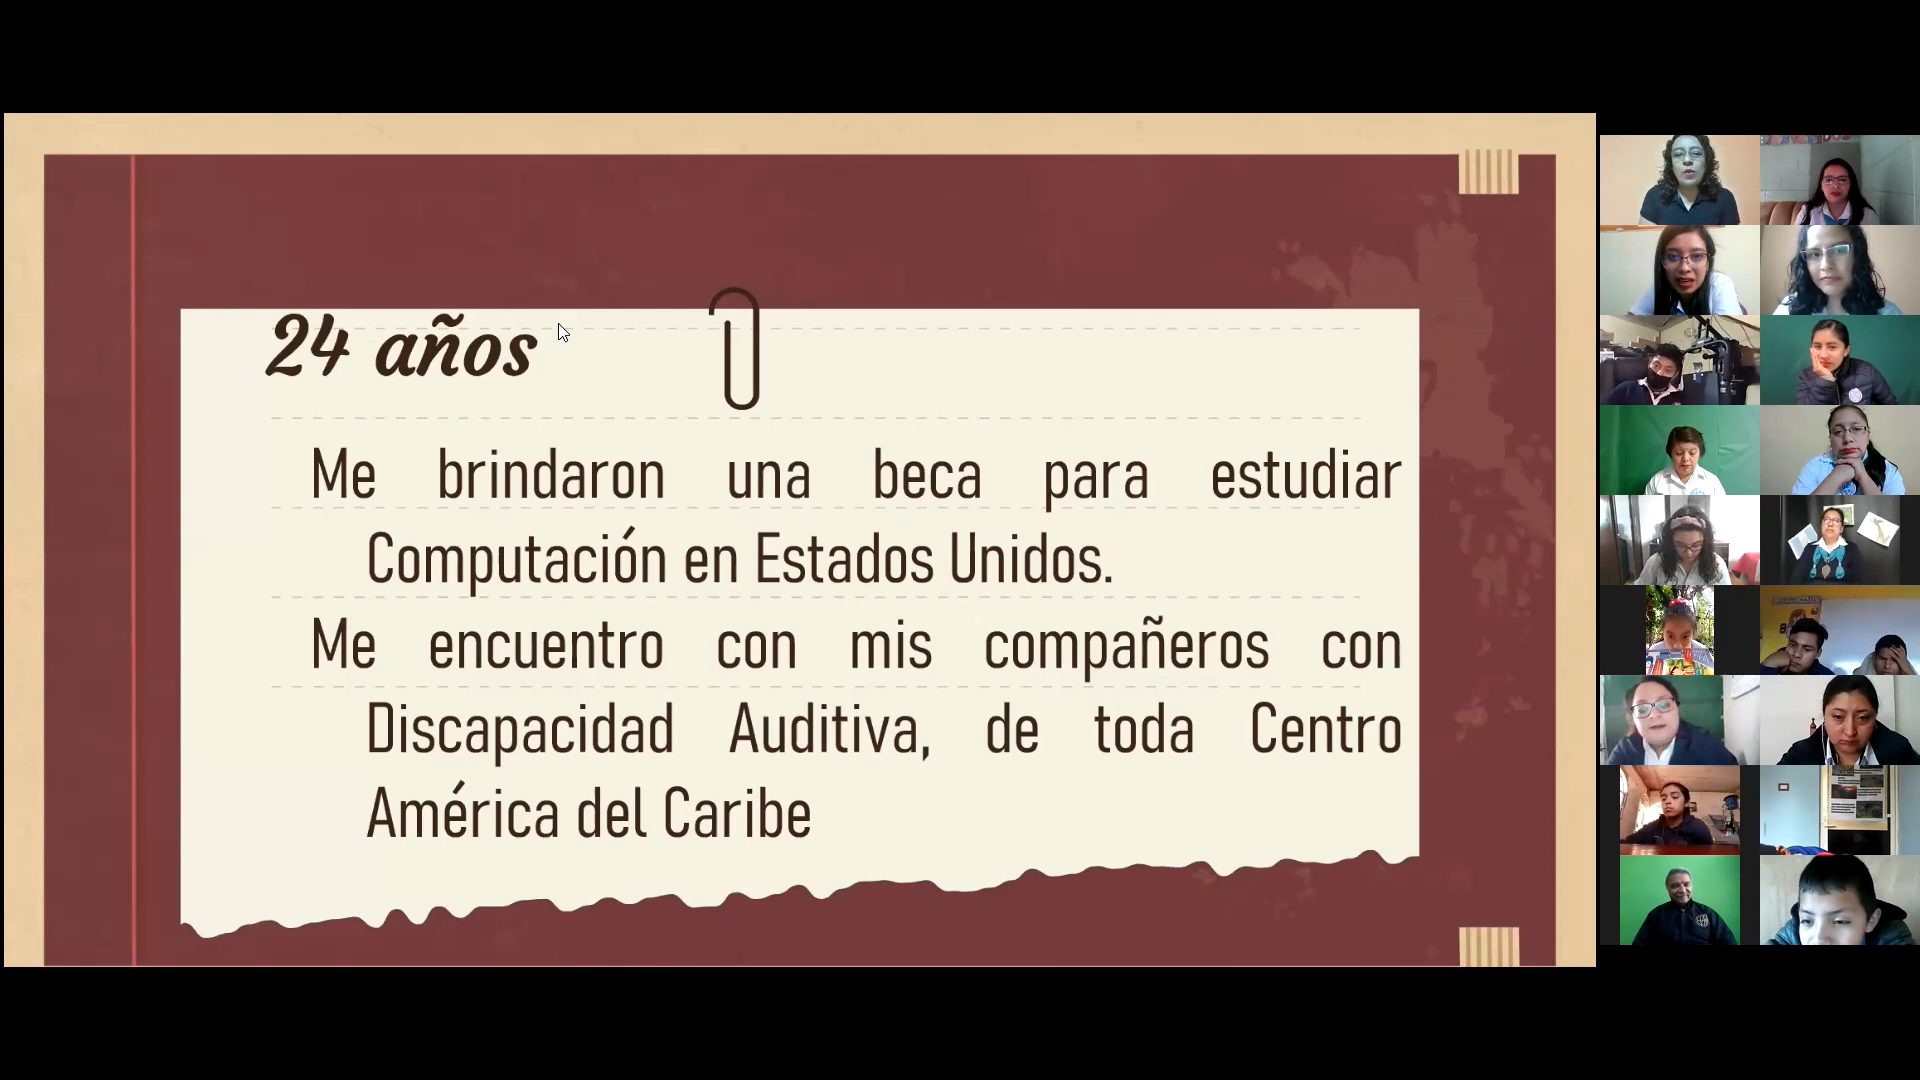 24 años
Me brindaron una beca para estudiar
Computación en Estados Unidos.
Me encuentro con mis compañeros con
Discapacidad Auditiva, de toda Centro
América del Caribe